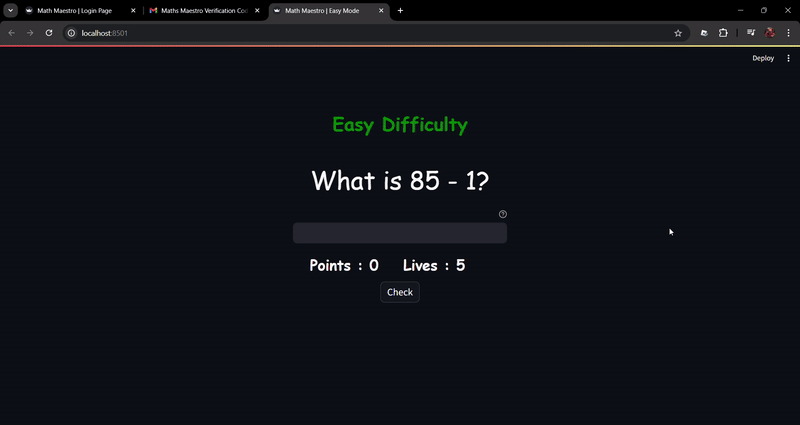 Math Maestro | Login Page
Maths Maestro Verification Cod
Math Maestro | Easy Mode
localhost:8501
Deploy
Easy Difficulty
What is 85 - 1?
Points : 0 Lives : 5
Check